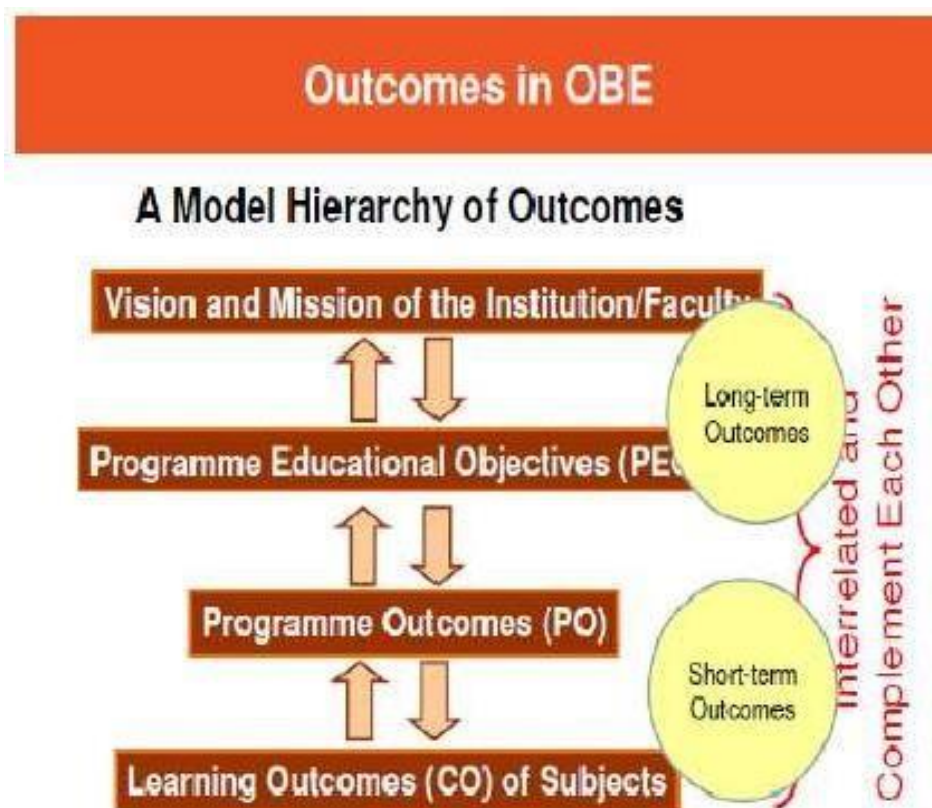 Outcomes in OBE
A Model Hierarchy of Outcomes
Vision and Mission of the Institution/Faculty
Programme Educational Objectives (PEO
Programme Outcomes (PO)
Learning Outcomes (CO) of Subjects
Long-term
Outcomes
Short-term
Outcomes
Interrelated and
Complement Each Other